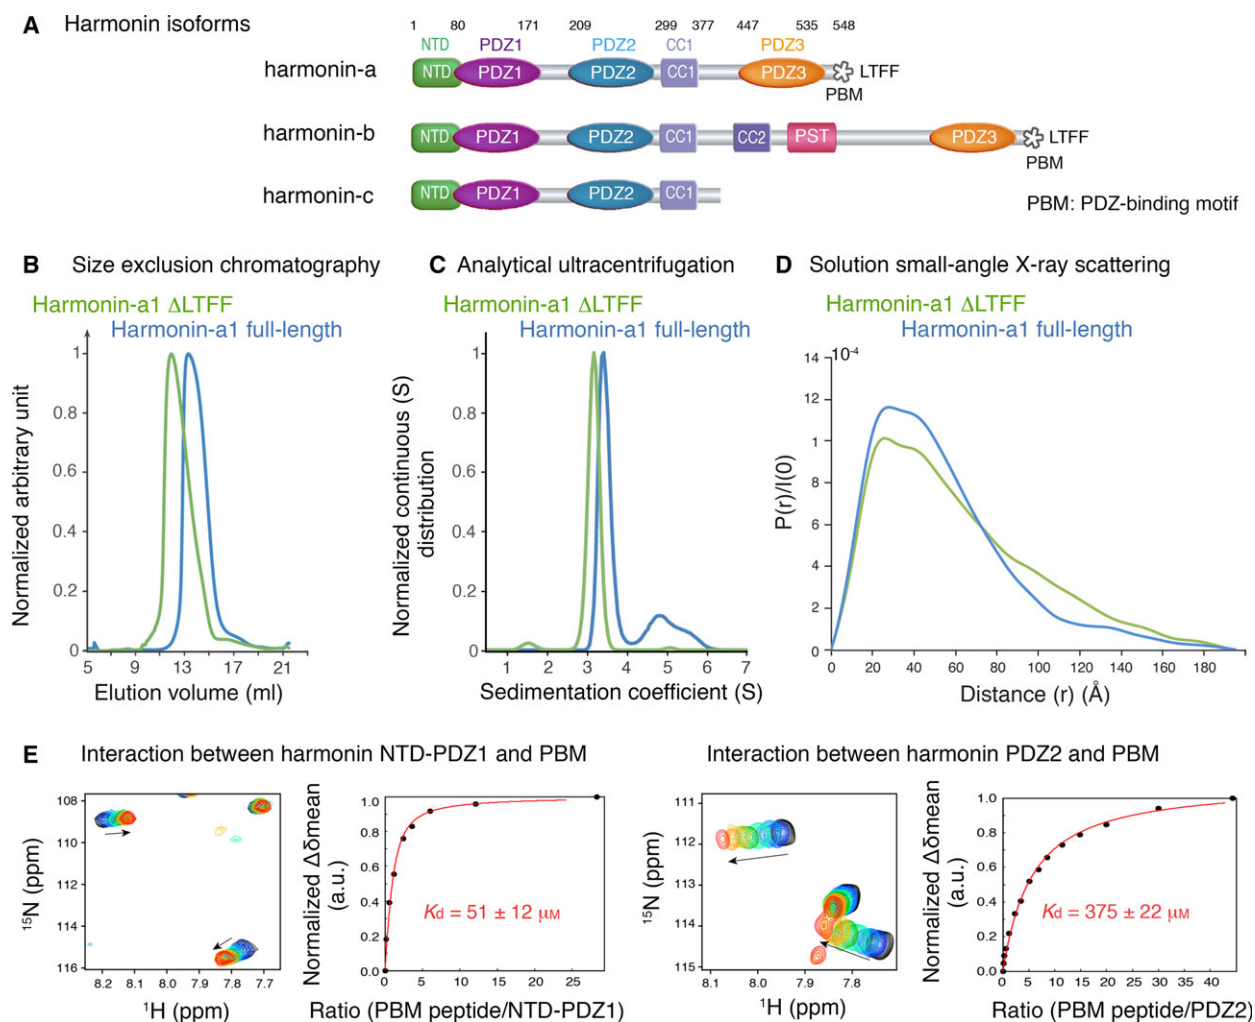 A Harmonin isoforms
1 80 171 209 299 377 447 535 548
NTD PDZ1 PDZ2 CC1 PDZ3
harmonin-a NTD PDZ1 PDZ2 CC1 PDZ3 LTFF
PBM
harmonin-b NTD PDZ1 PDZ2 CC1 CC2 PST PDZ3 LTFF
PBM
harmonin-c NTD PDZ1 PDZ2 CC1
PBM: PDZ-binding motif
B Size exclusion chromatography
Harmonin-a1 ΔLTFF
Harmonin-a1 full-length
Normalized arbitrary unit
1
0.8
0.6
0.4
0.2
0
5 9 13 17 21
Elution volume (ml)
C Analytical ultracentrifugation
Harmonin-a1 ΔLTFF
Harmonin-a1 full-length
Normalized continuous (S)
distribution
1
0.8
0.6
0.4
0.2
0
1 2 3 4 5 6 7
Sedimentation coefficient (S)
D Solution small-angle X-ray scattering
Harmonin-a1 ΔLTFF
Harmonin-a1 full-length
P(r)/I(0)
10⁻⁴
14
12
10
8
6
4
2
0
0 20 40 60 80 100 120 140 160
Distance (r) (Å)
E Interaction between harmonin NTD-PDZ1 and PBM
¹⁵N (ppm)
108
110
112
114
116
8.2 8.1 8.0 7.9 7.8 7.7
¹H (ppm)
Normalized Δδmean
(a.u.)
1.0
0.8
0.6
0.4
0.2
0.0
Kd = 51 ± 12 μM
0 5 10 15 20 25
Ratio (PBM peptide/NTD-PDZ1)
Interaction between harmonin PDZ2 and PBM
¹⁵N (ppm)
111
112
113
114
115
8.1 8.0 7.9 7.8
¹H (ppm)
Normalized Δδmean
(a.u.)
1.0
0.8
0.6
0.4
0.2
0.0
Kd = 375 ± 22 μM
0 10 20 30 40
Ratio (PBM peptide/PDZ2)